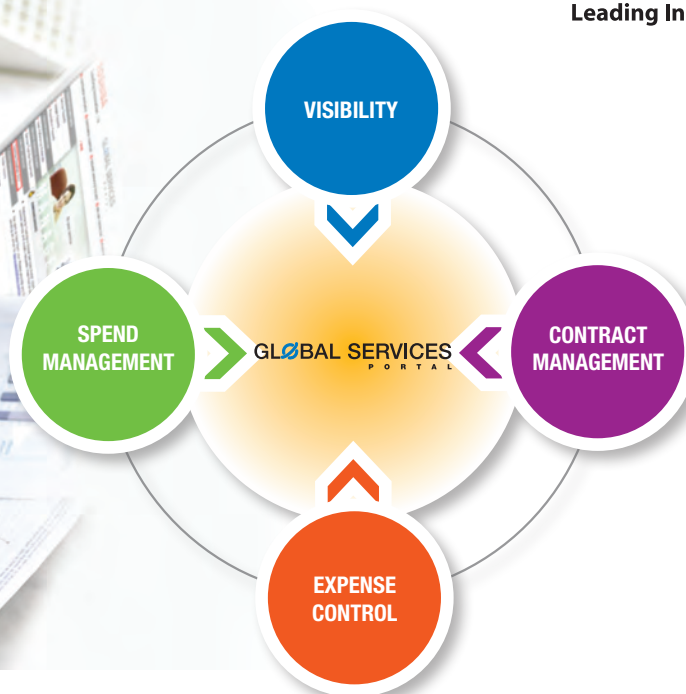 Leading In
VISIBILITY
SPEND
MANAGEMENT
GLØBAL SERVICES
PORTAL
CONTRACT
MANAGEMENT
EXPENSE
CONTROL